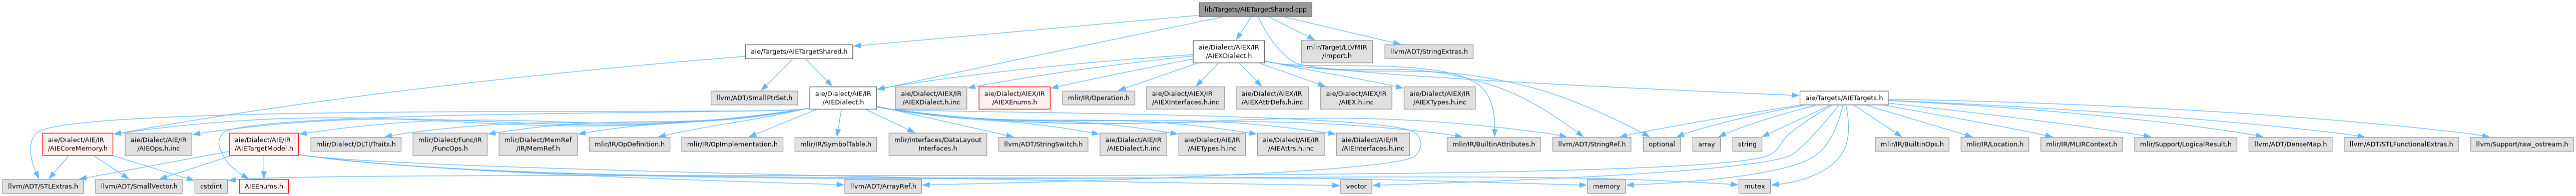 lib/Targets/AIETargetShared.cpp
aie/Targets/AIETargetShared.h
aie/Dialect/AIEX/IR
/AIEXDialect.h
mlir/Target/LLVMIR
/Import.h
llvm/ADT/StringExtras.h
llvm/ADT/SmallPtrSet.h
aie/Dialect/AIE/IR
/AIEDialect.h
aie/Dialect/AIEX/IR
/AIEXDialect.h.inc
aie/Dialect/AIEX/IR
/AIEXEnums.h
mlir/IR/Operation.h
aie/Dialect/AIEX/IR
/AIEXInterfaces.h.inc
aie/Dialect/AIEX/IR
/AIEXAttrDefs.h.inc
aie/Dialect/AIEX/IR
/AIEX.h.inc
aie/Dialect/AIEX/IR
/AIEXTypes.h.inc
aie/Targets/AIETargets.h
aie/Dialect/AIE/IR
/AIECoreMemory.h
aie/Dialect/AIE/IR
/AIEOps.h.inc
aie/Dialect/AIE/IR
/AIETargetModel.h
mlir/Dialect/DLTI/Traits.h
mlir/Dialect/Func/IR
/FuncOps.h
mlir/Dialect/MemRef
/IR/MemRef.h
mlir/IR/OpDefinition.h
mlir/IR/OpImplementation.h
mlir/IR/SymbolTable.h
mlir/Interfaces/DataLayout
Interfaces.h
llvm/ADT/StringSwitch.h
aie/Dialect/AIE/IR
/AIEDialect.h.inc
aie/Dialect/AIE/IR
/AIETypes.h.inc
aie/Dialect/AIE/IR
/AIEAttrs.h.inc
aie/Dialect/AIE/IR
/AIEInterfaces.h.inc
mlir/IR/BuiltinAttributes.h
llvm/ADT/StringRef.h
optional
array
string
mlir/IR/BuiltinOps.h
mlir/IR/Location.h
mlir/IR/MLIRContext.h
mlir/Support/LogicalResult.h
llvm/ADT/DenseMap.h
llvm/ADT/STLFunctionalExtras.h
llvm/Support/raw_ostream.h
llvm/ADT/STLExtras.h
llvm/ADT/SmallVector.h
cstdint
AIEEnums.h
llvm/ADT/ArrayRef.h
vector
memory
mutex